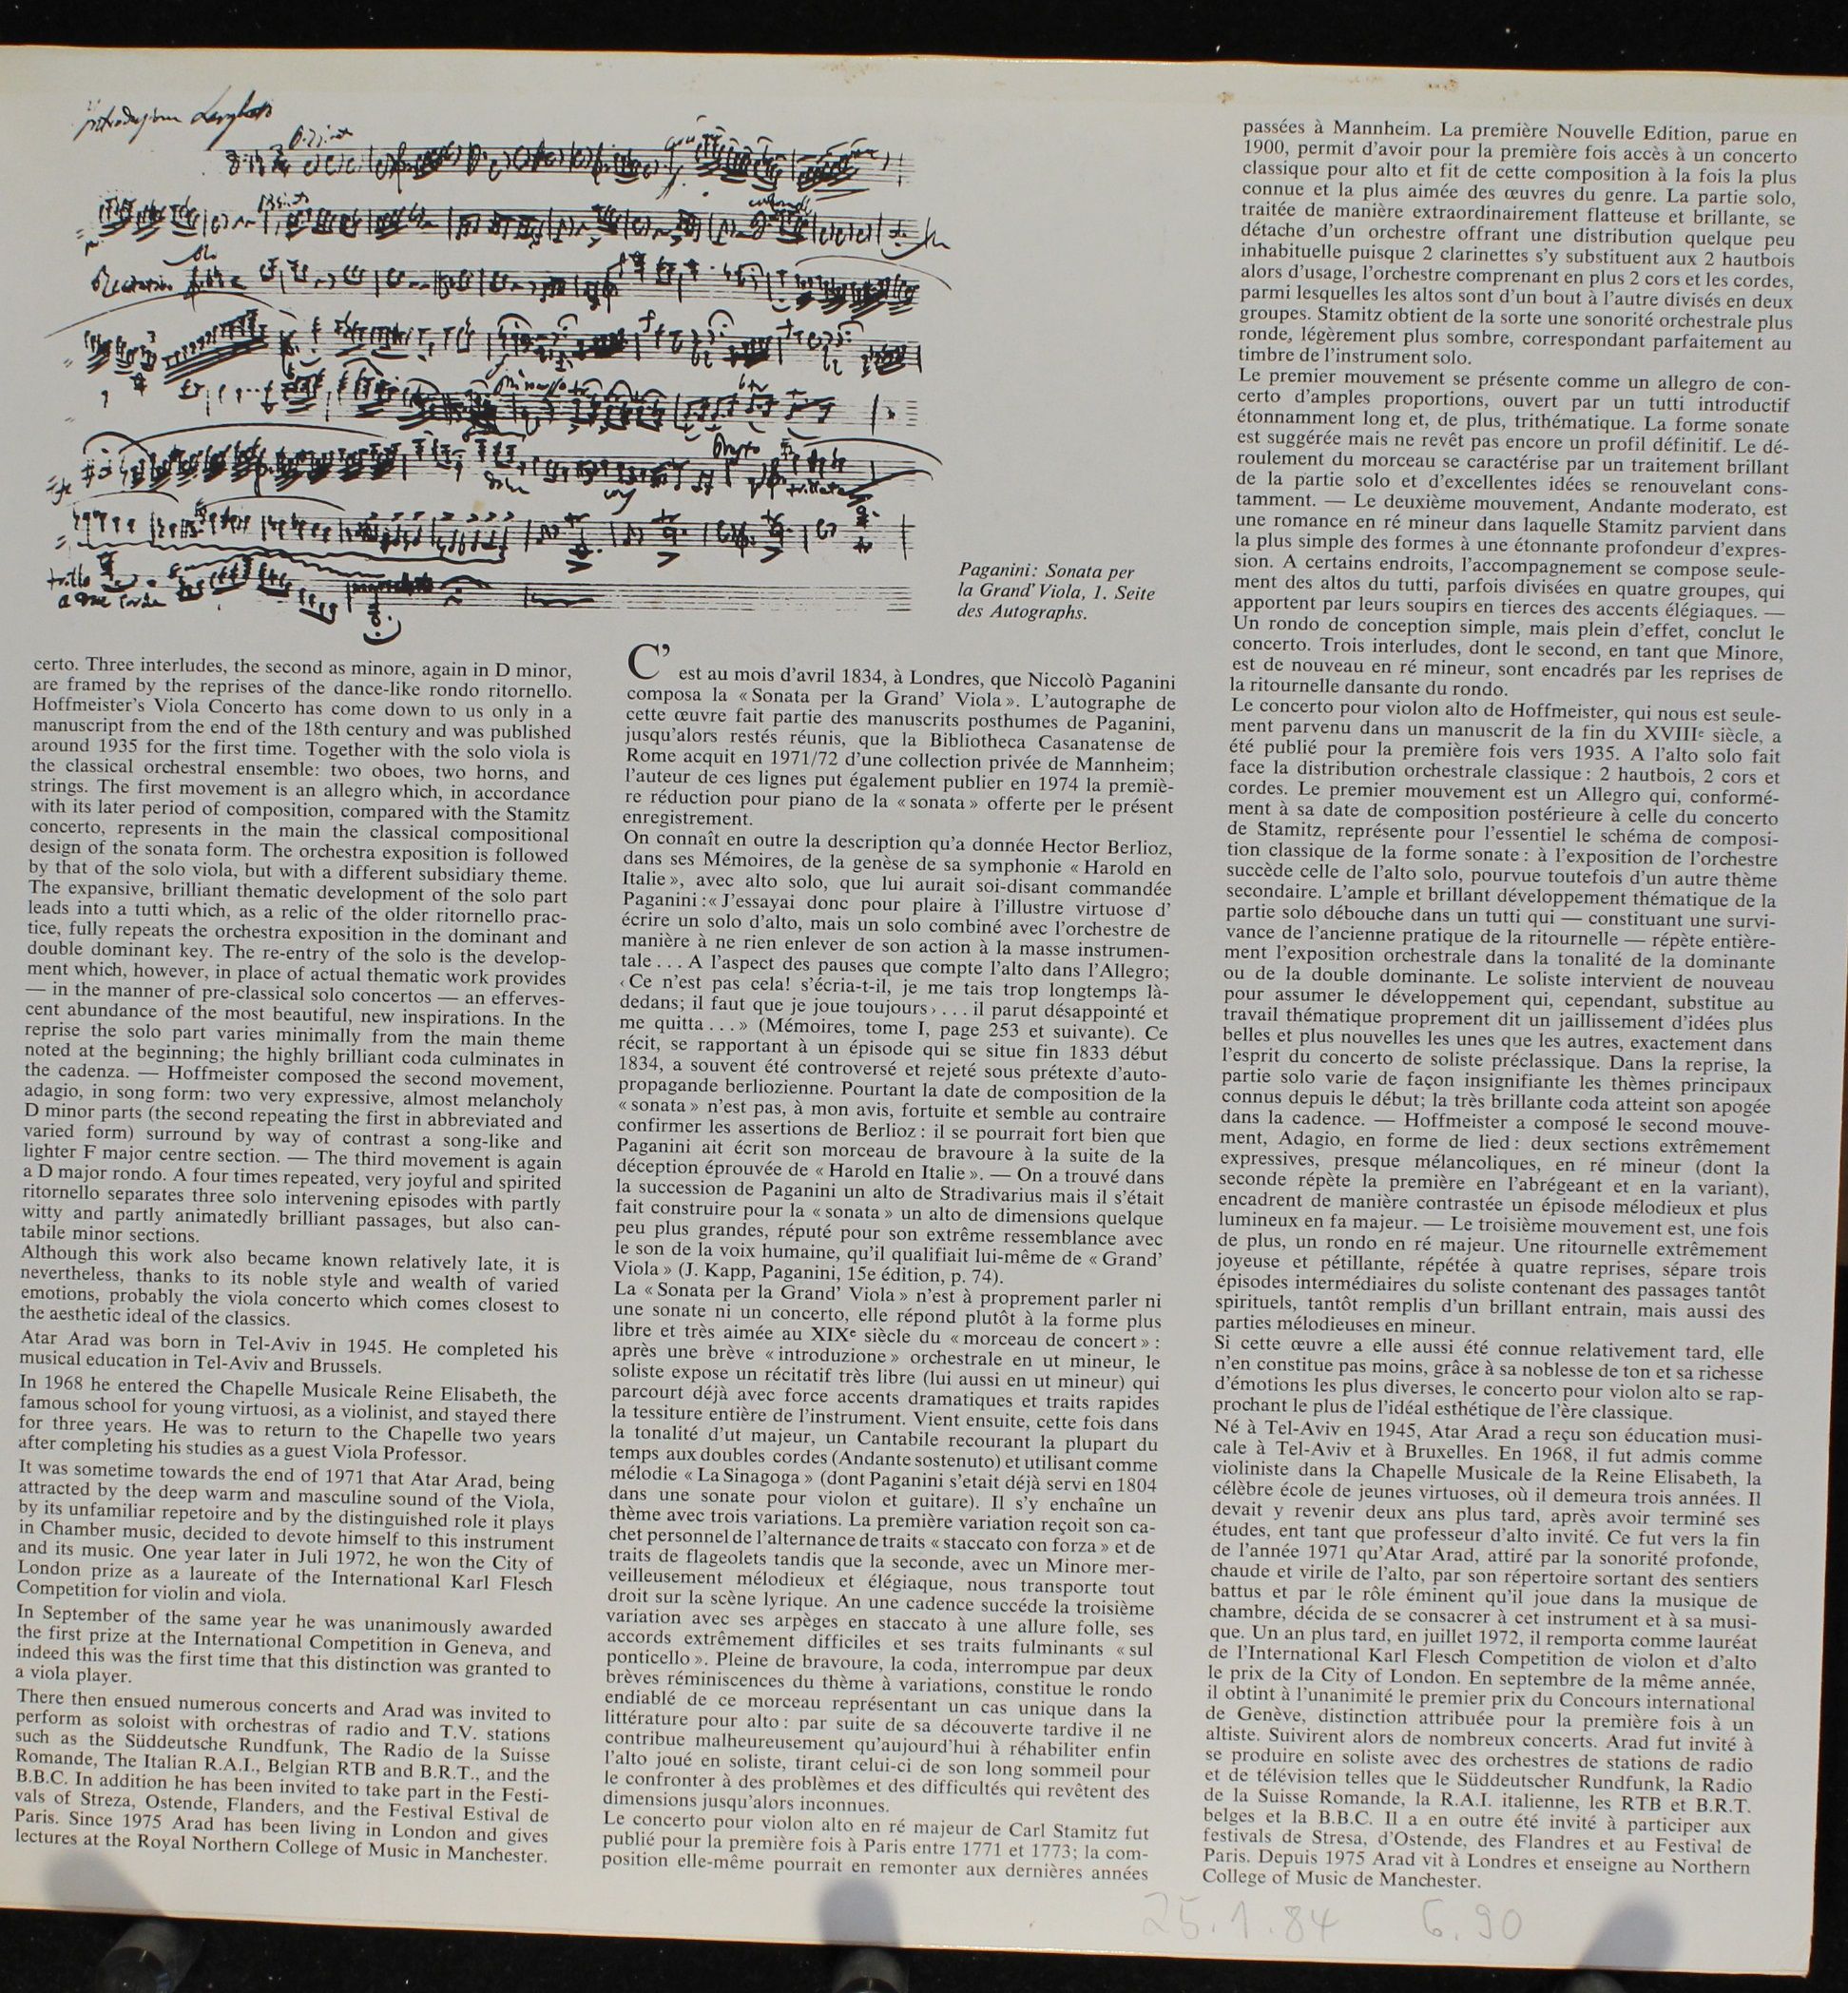 Recitativo
Paganini: Sonata per
la Grand' Viola, 1. Seite
des Autographs.
certo. Three interludes, the second as minore, again in D minor,
are framed by the reprises of the dance-like rondo ritornello.
Hoffmeister's Viola Concerto has come down to us only in a
manuscript from the end of the 18th century and was published
around 1935 for the first time. Together with the solo viola is
the classical orchestral ensemble: two oboes, two horns, and
strings. The first movement is an allegro which, in accordance
with its later period of composition, compared with the Stamitz
concerto, represents in the main the classical compositional
design of the sonata form. The orchestra exposition is followed
by that of the solo viola, but with a different subsidiary theme.
The expansive, brilliant thematic development of the solo part
leads into a tutti which, as a relic of the older ritornello prac-
tice, fully repeats the orchestra exposition in the dominant and
double dominant key. The re-entry of the solo is the develop-
ment which, however, in place of actual thematic work provides
— in the manner of pre-classical solo concertos — an efferves-
cent abundance of the most beautiful, new inspirations. In the
reprise the solo part varies minimally from the main theme
noted at the beginning; the highly brilliant coda culminates in
the cadenza. — Hoffmeister composed the second movement,
adagio, in song form: two very expressive, almost melancholy
D minor parts (the second repeating the first in abbreviated and
varied form) surround by way of contrast a song-like and
lighter F major centre section. — The third movement is again
a D major rondo. A four times repeated, very joyful and spirited
ritornello separates three solo intervening episodes with partly
witty and partly animatedly brilliant passages, but also can-
tabile minor sections.
Although this work also became known relatively late, it is
nevertheless, thanks to its noble style and wealth of varied
emotions, probably the viola concerto which comes closest to
the aesthetic ideal of the classics.
Atar Arad was born in Tel-Aviv in 1945. He completed his
musical education in Tel-Aviv and Brussels.
In 1968 he entered the Chapelle Musicale Reine Elisabeth, the
famous school for young virtuosi, as a violinist, and stayed there
for three years. He was to return to the Chapelle two years
after completing his studies as a guest Viola Professor.
It was sometime towards the end of 1971 that Atar Arad, being
attracted by the deep warm and masculine sound of the Viola,
by its unfamiliar repetoire and by the distinguished role it plays
in Chamber music, decided to devote himself to this instrument
and its music. One year later in Juli 1972, he won the City of
London prize as a laureate of the International Karl Flesch
Competition for violin and viola.
In September of the same year he was unanimously awarded
the first prize at the International Competition in Geneva, and
indeed this was the first time that this distinction was granted to
a viola player.
There then ensued numerous concerts and Arad was invited to
perform as soloist with orchestras of radio and T.V. stations
such as the Süddeutsche Rundfunk, The Radio de la Suisse
Romande, The Italian R.A.I., Belgian RTB and B.R.T., and the
B.B.C. In addition he has been invited to take part in the Festi-
vals of Streza, Ostende, Flanders, and the Festival Estival de
Paris. Since 1975 Arad has been living in London and gives
lectures at the Royal Northern College of Music in Manchester.
C'est au mois d'avril 1834, à Londres, que Niccolò Paganini
composa la « Sonata per la Grand' Viola ». L'autographe de
cette œuvre fait partie des manuscrits posthumes de Paganini,
jusqu'alors restés réunis, que la Bibliotheca Casanatense de
Rome acquit en 1971/72 d'une collection privée de Mannheim;
l'auteur de ces lignes put également publier en 1974 la premiè-
re réduction pour piano de la « sonata » offerte per le présent
enregistrement.
On connaît en outre la description qu'a donnée Hector Berlioz,
dans ses Mémoires, de la genèse de sa symphonie « Harold en
Italie », avec alto solo, que lui aurait soi-disant commandée
Paganini :« J'essayai donc pour plaire à l'illustre virtuose d'
écrire un solo d'alto, mais un solo combiné avec l'orchestre de
manière à ne rien enlever de son action à la masse instrumen-
tale . . . A l'aspect des pauses que compte l'alto dans l'Allegro;
‹ Ce n'est pas cela! s'écria-t-il, je me tais trop longtemps là-
dedans; il faut que je joue toujours › . . . il parut désappointé et
me quitta . . . » (Mémoires, tome I, page 253 et suivante). Ce
récit, se rapportant à un épisode qui se situe fin 1833 début
1834, a souvent été controversé et rejeté sous prétexte d'auto-
propagande berliozienne. Pourtant la date de composition de la
« sonata » n'est pas, à mon avis, fortuite et semble au contraire
confirmer les assertions de Berlioz : il se pourrait fort bien que
Paganini ait écrit son morceau de bravoure à la suite de la
déception éprouvée de « Harold en Italie ». — On a trouvé dans
la succession de Paganini un alto de Stradivarius mais il s'était
fait construire pour la « sonata » un alto de dimensions quelque
peu plus grandes, réputé pour son extrême ressemblance avec
le son de la voix humaine, qu'il qualifiait lui-même de « Grand'
Viola » (J. Kapp, Paganini, 15e édition, p. 74).
La « Sonata per la Grand' Viola » n'est à proprement parler ni
une sonate ni un concerto, elle répond plutôt à la forme plus
libre et très aimée au XIXe siècle du « morceau de concert » :
après une brève « introduzione » orchestrale en ut mineur, le
soliste expose un récitatif très libre (lui aussi en ut mineur) qui
parcourt déjà avec force accents dramatiques et traits rapides
la tessiture entière de l'instrument. Vient ensuite, cette fois dans
la tonalité d'ut majeur, un Cantabile recourant la plupart du
temps aux doubles cordes (Andante sostenuto) et utilisant comme
mélodie « La Sinagoga » (dont Paganini s'etait déjà servi en 1804
dans une sonate pour violon et guitare). Il s'y enchaîne un
thème avec trois variations. La première variation reçoit son ca-
chet personnel de l'alternance de traits « staccato con forza » et de
traits de flageolets tandis que la seconde, avec un Minore mer-
veilleusement mélodieux et élégiaque, nous transporte tout
droit sur la scène lyrique. An une cadence succéde la troisième
variation avec ses arpèges en staccato à une allure folle, ses
accords extrêmement difficiles et ses traits fulminants « sul
ponticello ». Pleine de bravoure, la coda, interrompue par deux
brèves réminiscences du thème à variations, constitue le rondo
endiablé de ce morceau représentant un cas unique dans la
littérature pour alto : par suite de sa découverte tardive il ne
contribue malheureusement qu'aujourd'hui à réhabiliter enfin
l'alto joué en soliste, tirant celui-ci de son long sommeil pour
le confronter à des problèmes et des difficultés qui revêtent des
dimensions jusqu'alors inconnues.
Le concerto pour violon alto en ré majeur de Carl Stamitz fut
publié pour la première fois à Paris entre 1771 et 1773; la com-
position elle-même pourrait en remonter aux dernières années
passées à Mannheim. La première Nouvelle Edition, parue en
1900, permit d'avoir pour la première fois accès à un concerto
classique pour alto et fit de cette composition à la fois la plus
connue et la plus aimée des œuvres du genre. La partie solo,
traitée de manière extraordinairement flatteuse et brillante, se
détache d'un orchestre offrant une distribution quelque peu
inhabituelle puisque 2 clarinettes s'y substituent aux 2 hautbois
alors d'usage, l'orchestre comprenant en plus 2 cors et les cordes,
parmi lesquelles les altos sont d'un bout à l'autre divisés en deux
groupes. Stamitz obtient de la sorte une sonorité orchestrale plus
ronde, légèrement plus sombre, correspondant parfaitement au
timbre de l'instrument solo.
Le premier mouvement se présente comme un allegro de con-
certo d'amples proportions, ouvert par un tutti introductif
étonnamment long et, de plus, trithématique. La forme sonate
est suggérée mais ne revêt pas encore un profil définitif. Le dé-
roulement du morceau se caractérise par un traitement brillant
de la partie solo et d'excellentes idées se renouvelant cons-
tamment. — Le deuxième mouvement, Andante moderato, est
une romance en ré mineur dans laquelle Stamitz parvient dans
la plus simple des formes à une étonnante profondeur d'expres-
sion. A certains endroits, l'accompagnement se compose seule-
ment des altos du tutti, parfois divisées en quatre groupes, qui
apportent par leurs soupirs en tierces des accents élégiaques. —
Un rondo de conception simple, mais plein d'effet, conclut le
concerto. Trois interludes, dont le second, en tant que Minore,
est de nouveau en ré mineur, sont encadrés par les reprises de
la ritournelle dansante du rondo.
Le concerto pour violon alto de Hoffmeister, qui nous est seule-
ment parvenu dans un manuscrit de la fin du XVIIIe siècle, a
été publié pour la première fois vers 1935. A l'alto solo fait
face la distribution orchestrale classique : 2 hautbois, 2 cors et
cordes. Le premier mouvement est un Allegro qui, conformé-
ment à sa date de composition postérieure à celle du concerto
de Stamitz, représente pour l'essentiel le schéma de composi-
tion classique de la forme sonate : à l'exposition de l'orchestre
succède celle de l'alto solo, pourvue toutefois d'un autre thème
secondaire. L'ample et brillant développement thématique de la
partie solo débouche dans un tutti qui — constituant une survi-
vance de l'ancienne pratique de la ritournelle — répète entière-
ment l'exposition orchestrale dans la tonalité de la dominante
ou de la double dominante. Le soliste intervient de nouveau
pour assumer le développement qui, cependant, substitue au
travail thématique proprement dit un jaillissement d'idées plus
belles et plus nouvelles les unes que les autres, exactement dans
l'esprit du concerto de soliste préclassique. Dans la reprise, la
partie solo varie de façon insignifiante les thèmes principaux
connus depuis le début; la très brillante coda atteint son apogée
dans la cadence. — Hoffmeister a composé le second mouve-
ment, Adagio, en forme de lied : deux sections extrêmement
expressives, presque mélancoliques, en ré mineur (dont la
seconde répète la première en l'abrégeant et en la variant),
encadrent de manière contrastée un épisode mélodieux et plus
lumineux en fa majeur. — Le troisième mouvement est, une fois
de plus, un rondo en ré majeur. Une ritournelle extrêmement
joyeuse et pétillante, répétée à quatre reprises, sépare trois
épisodes intermédiaires du soliste contenant des passages tantôt
spirituels, tantôt remplis d'un brillant entrain, mais aussi des
parties mélodieuses en mineur.
Si cette œuvre a elle aussi été connue relativement tard, elle
n'en constitue pas moins, grâce à sa noblesse de ton et sa richesse
d'émotions les plus diverses, le concerto pour violon alto se rap-
prochant le plus de l'idéal esthétique de l'ère classique.
Né à Tel-Aviv en 1945, Atar Arad a reçu son éducation musi-
cale à Tel-Aviv et à Bruxelles. En 1968, il fut admis comme
violiniste dans la Chapelle Musicale de la Reine Elisabeth, la
célèbre école de jeunes virtuoses, où il demeura trois années. Il
devait y revenir deux ans plus tard, après avoir terminé ses
études, ent tant que professeur d'alto invité. Ce fut vers la fin
de l'année 1971 qu'Atar Arad, attiré par la sonorité profonde,
chaude et virile de l'alto, par son répertoire sortant des sentiers
battus et par le rôle éminent qu'il joue dans la musique de
chambre, décida de se consacrer à cet instrument et à sa musi-
que. Un an plus tard, en juillet 1972, il remporta comme lauréat
de l'International Karl Flesch Competition de violon et d'alto
le prix de la City of London. En septembre de la même année,
il obtint à l'unanimité le premier prix du Concours international
de Genève, distinction attribuée pour la première fois à un
altiste. Suivirent alors de nombreux concerts. Arad fut invité à
se produire en soliste avec des orchestres de stations de radio
et de télévision telles que le Süddeutscher Rundfunk, la Radio
de la Suisse Romande, la R.A.I. italienne, les RTB et B.R.T.
belges et la B.B.C. Il a en outre été invité à participer aux
festivals de Stresa, d'Ostende, des Flandres et au Festival de
Paris. Depuis 1975 Arad vit à Londres et enseigne au Northern
College of Music de Manchester.
25.1.84 6.90